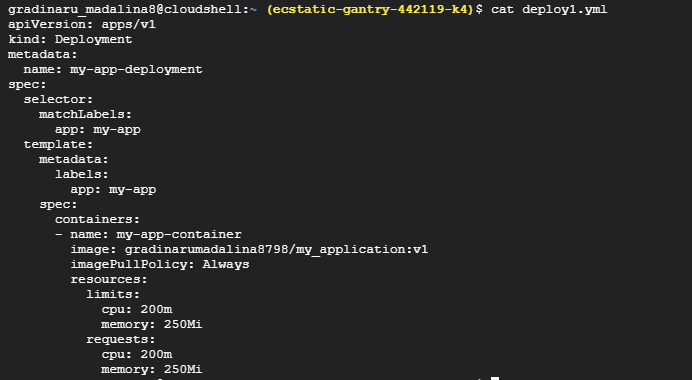 gradinaru_madalina8@cloudshell:~ (ecstatic-gantry-442119-k4)$ cat deploy1.yml
apiVersion: apps/v1
kind: Deployment
metadata:
  name: my-app-deployment
spec:
  selector:
    matchLabels:
      app: my-app
  template:
    metadata:
      labels:
        app: my-app
    spec:
      containers:
      - name: my-app-container
        image: gradinarumadalina8798/my_application:v1
        imagePullPolicy: Always
        resources:
          limits:
            cpu: 200m
            memory: 250Mi
          requests:
            cpu: 200m
            memory: 250Mi